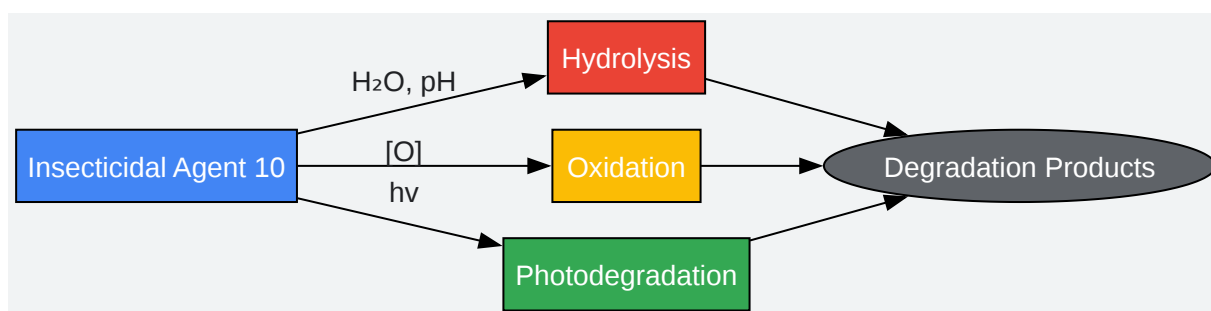 Hydrolysis
H₂O, pH
Insecticidal Agent 10
[O]
Oxidation
Degradation Products
hv
Photodegradation